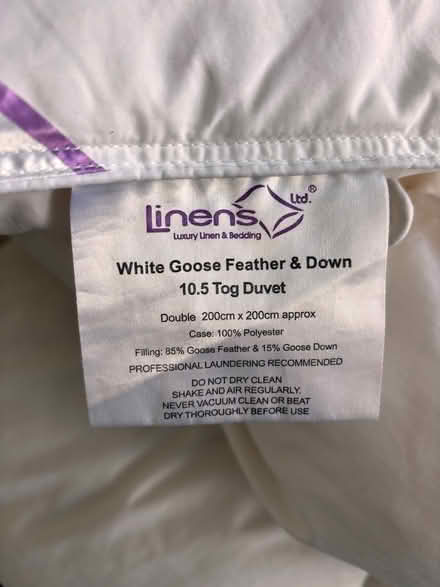 Linens Ltd.®
Luxury Linen & Bedding
White Goose Feather & Down
10.5 Tog Duvet
Double 200cm x 200cm approx
Case: 100% Polyester
Filling: 85% Goose Feather & 15% Goose Down
PROFESSIONAL LAUNDERING RECOMMENDED
DO NOT DRY CLEAN
SHAKE AND AIR REGULARLY.
NEVER VACUUM CLEAN OR BEAT
DRY THOROUGHLY BEFORE USE